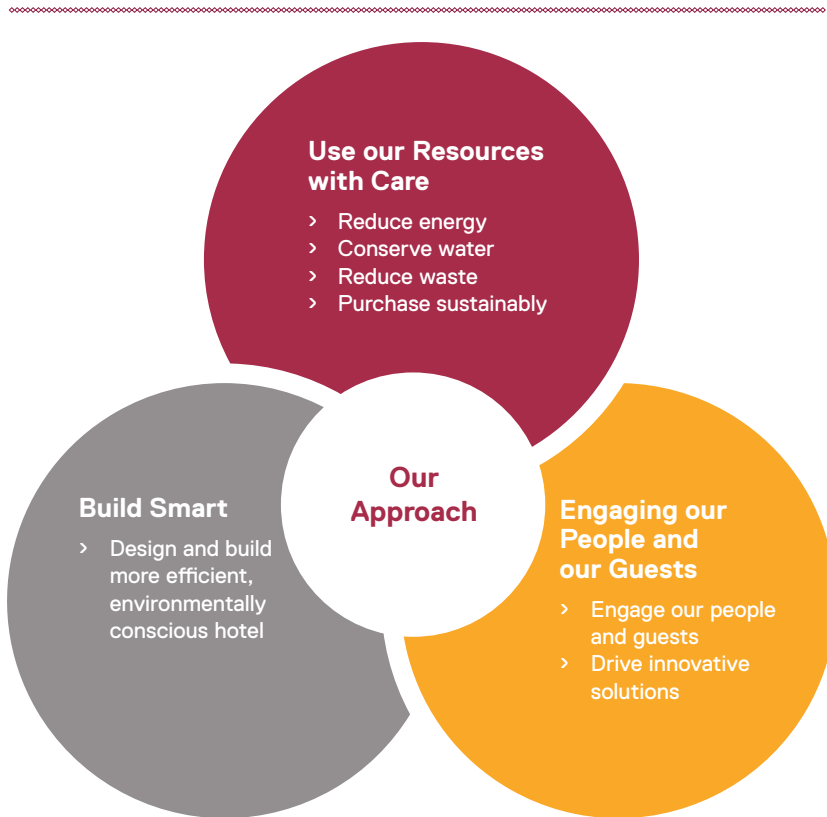 Use our Resources
with Care
› Reduce energy
› Conserve water
› Reduce waste
› Purchase sustainably
Our
Approach
Build Smart
› Design and build
more efficient,
environmentally
conscious hotel
Engaging our
People and
our Guests
› Engage our people
and guests
› Drive innovative
solutions